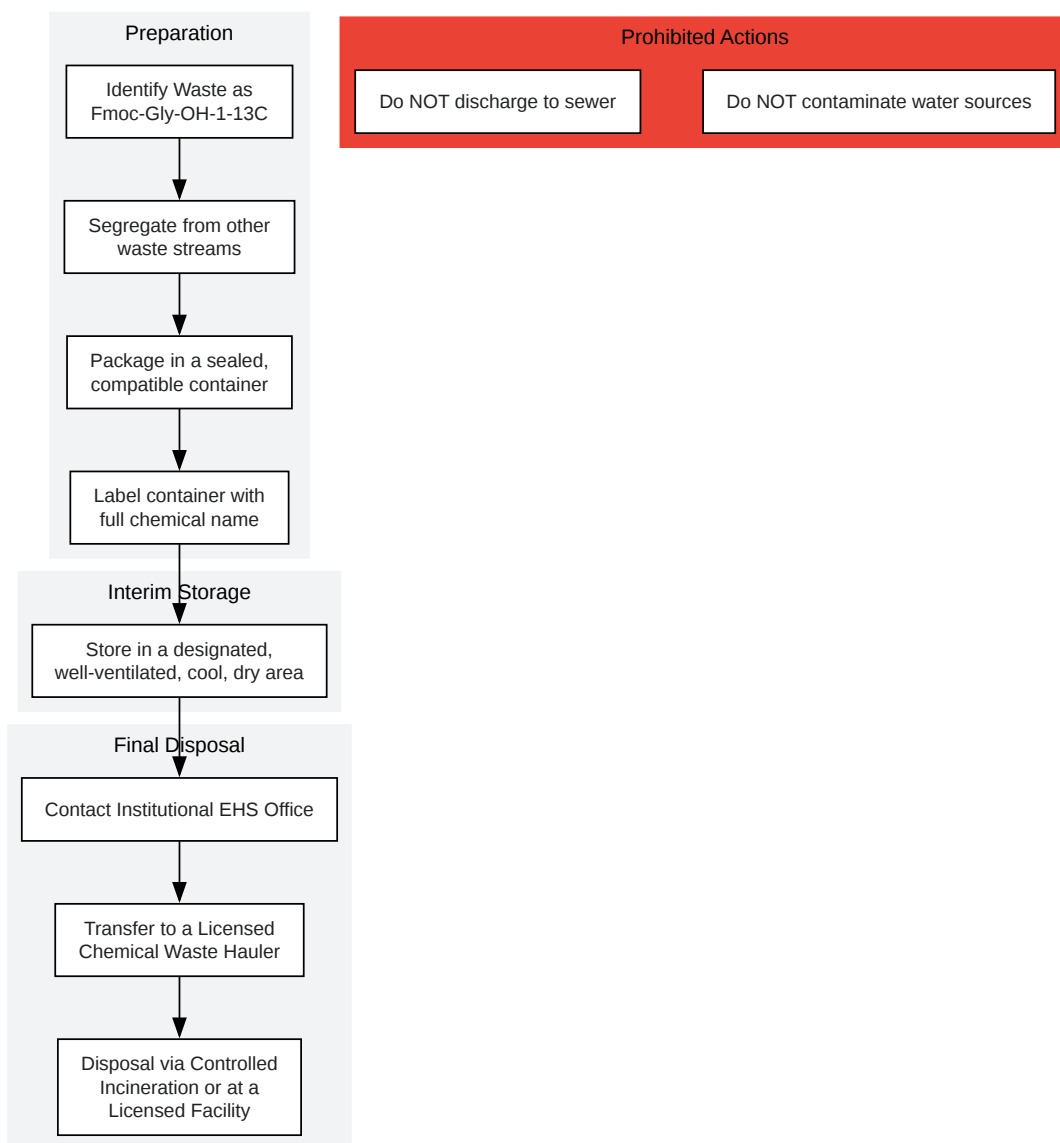 Preparation
Identify Waste as
Fmoc-Gly-OH-1-13C
Segregate from other
waste streams
Package in a sealed,
compatible container
Label container with
full chemical name
Interim Storage
Store in a designated,
well-ventilated, cool, dry area
Final Disposal
Contact Institutional EHS Office
Transfer to a Licensed
Chemical Waste Hauler
Disposal via Controlled
Incineration or at a
Licensed Facility
Prohibited Actions
Do NOT discharge to sewer
Do NOT contaminate water sources